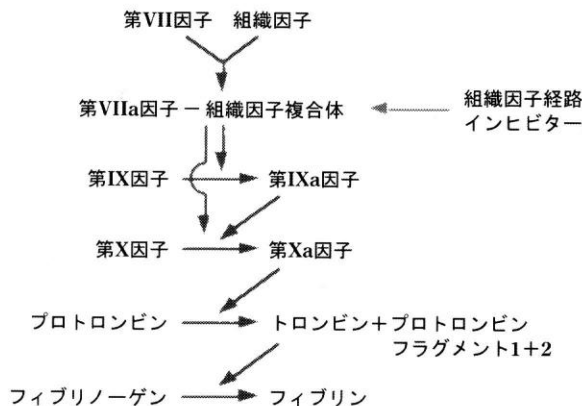 第VII因子 組織因子
第VIIa因子－組織因子複合体
組織因子経路
インヒビター
第IX因子 第IXa因子
第X因子 第Xa因子
プロトロンビン トロンビン＋プロトロンビン
フラグメント1＋2
フィブリノーゲン フィブリン